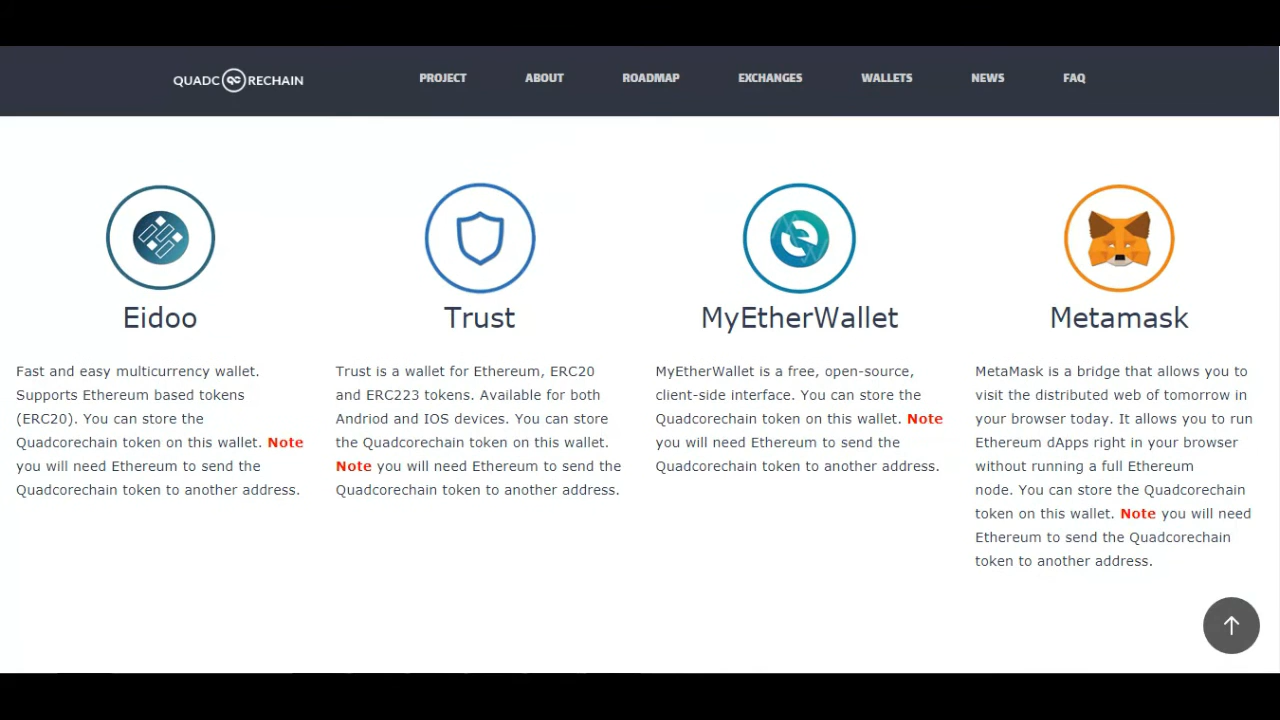 QUADC QC RECHAIN
PROJECT
ABOUT
ROADMAP
EXCHANGES
WALLETS
NEWS
FAQ
Eidoo
Fast and easy multicurrency wallet.
Supports Ethereum based tokens
(ERC20). You can store the
Quadcorechain token on this wallet. Note
you will need Ethereum to send the
Quadcorechain token to another address.
Trust
Trust is a wallet for Ethereum, ERC20
and ERC223 tokens. Available for both
Andriod and IOS devices. You can store
the Quadcorechain token on this wallet.
Note you will need Ethereum to send the
Quadcorechain token to another address.
MyEtherWallet
MyEtherWallet is a free, open-source,
client-side interface. You can store the
Quadcorechain token on this wallet. Note
you will need Ethereum to send the
Quadcorechain token to another address.
Metamask
MetaMask is a bridge that allows you to
visit the distributed web of tomorrow in
your browser today. It allows you to run
Ethereum dApps right in your browser
without running a full Ethereum
node. You can store the Quadcorechain
token on this wallet. Note you will need
Ethereum to send the Quadcorechain
token to another address.